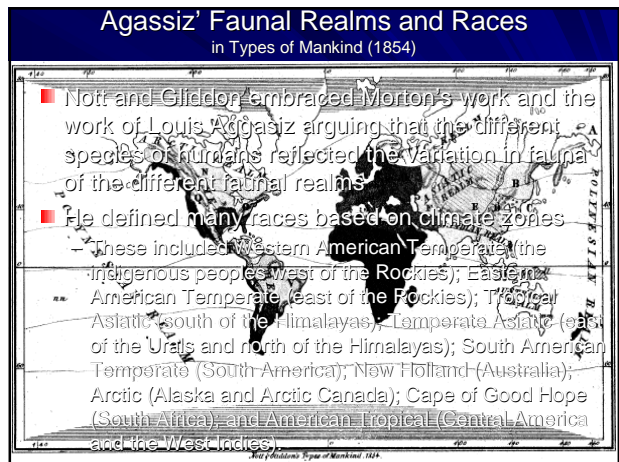 Agassiz’ Faunal Realms and Races
in Types of Mankind (1854)
Nott and Gliddon embraced Morton’s work and the
work of Louis Aggasiz arguing that the different
species of humans reflected the variation in fauna
of the different faunal realms
He defined many races based on climate zones
– These included Western American Temperate (the
indigenous peoples west of the Rockies); Eastern
American Temperate (east of the Rockies); Tropical
Asiatic (south of the Himalayas); Temperate Asiatic (east
of the Urals and north of the Himalayas); South American
Temperate (South America); New Holland (Australia);
Arctic (Alaska and Arctic Canada); Cape of Good Hope
(South Africa); and American Tropical (Central America
and the West Indies).
REALM
ASIATIC
REALM
POLYNESIAN
REALM
Nott & Gliddon's Types of Mankind, 1854.